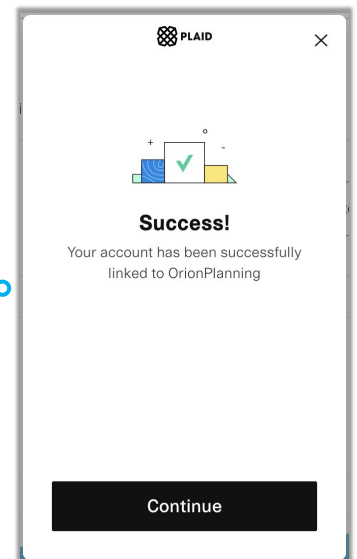 PLAID
Success!
Your account has been successfully
linked to OrionPlanning
Continue